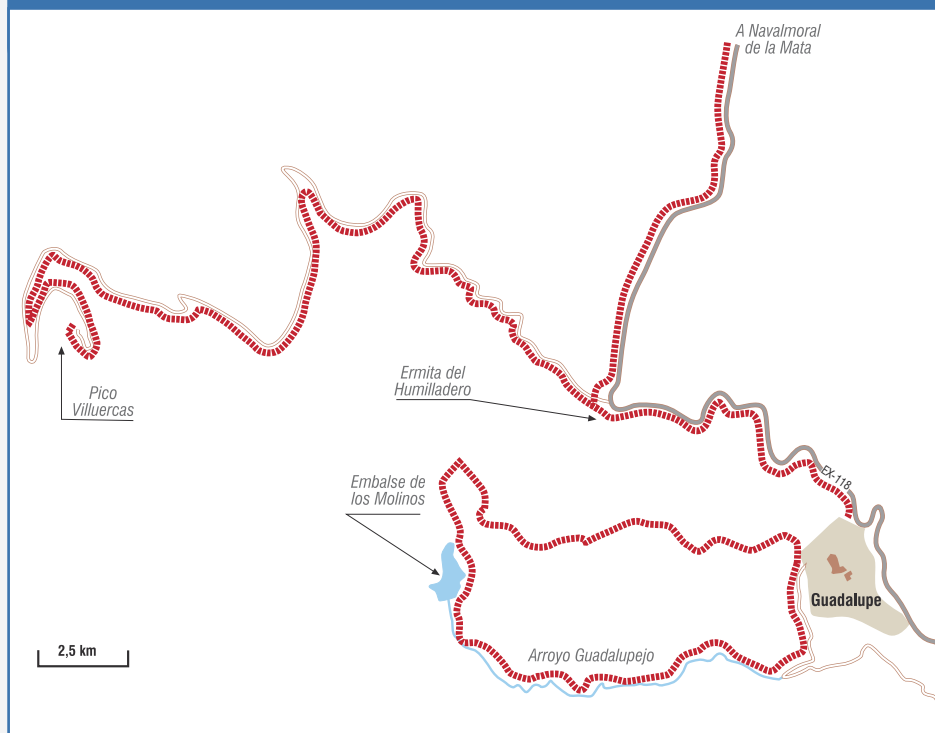 A Navalmoral
de la Mata
Pico
Villuercas
Ermita del
Humilladero
EX-118
Embalse de
los Molinos
Guadalupe
Arroyo Guadalupejo
2,5 km